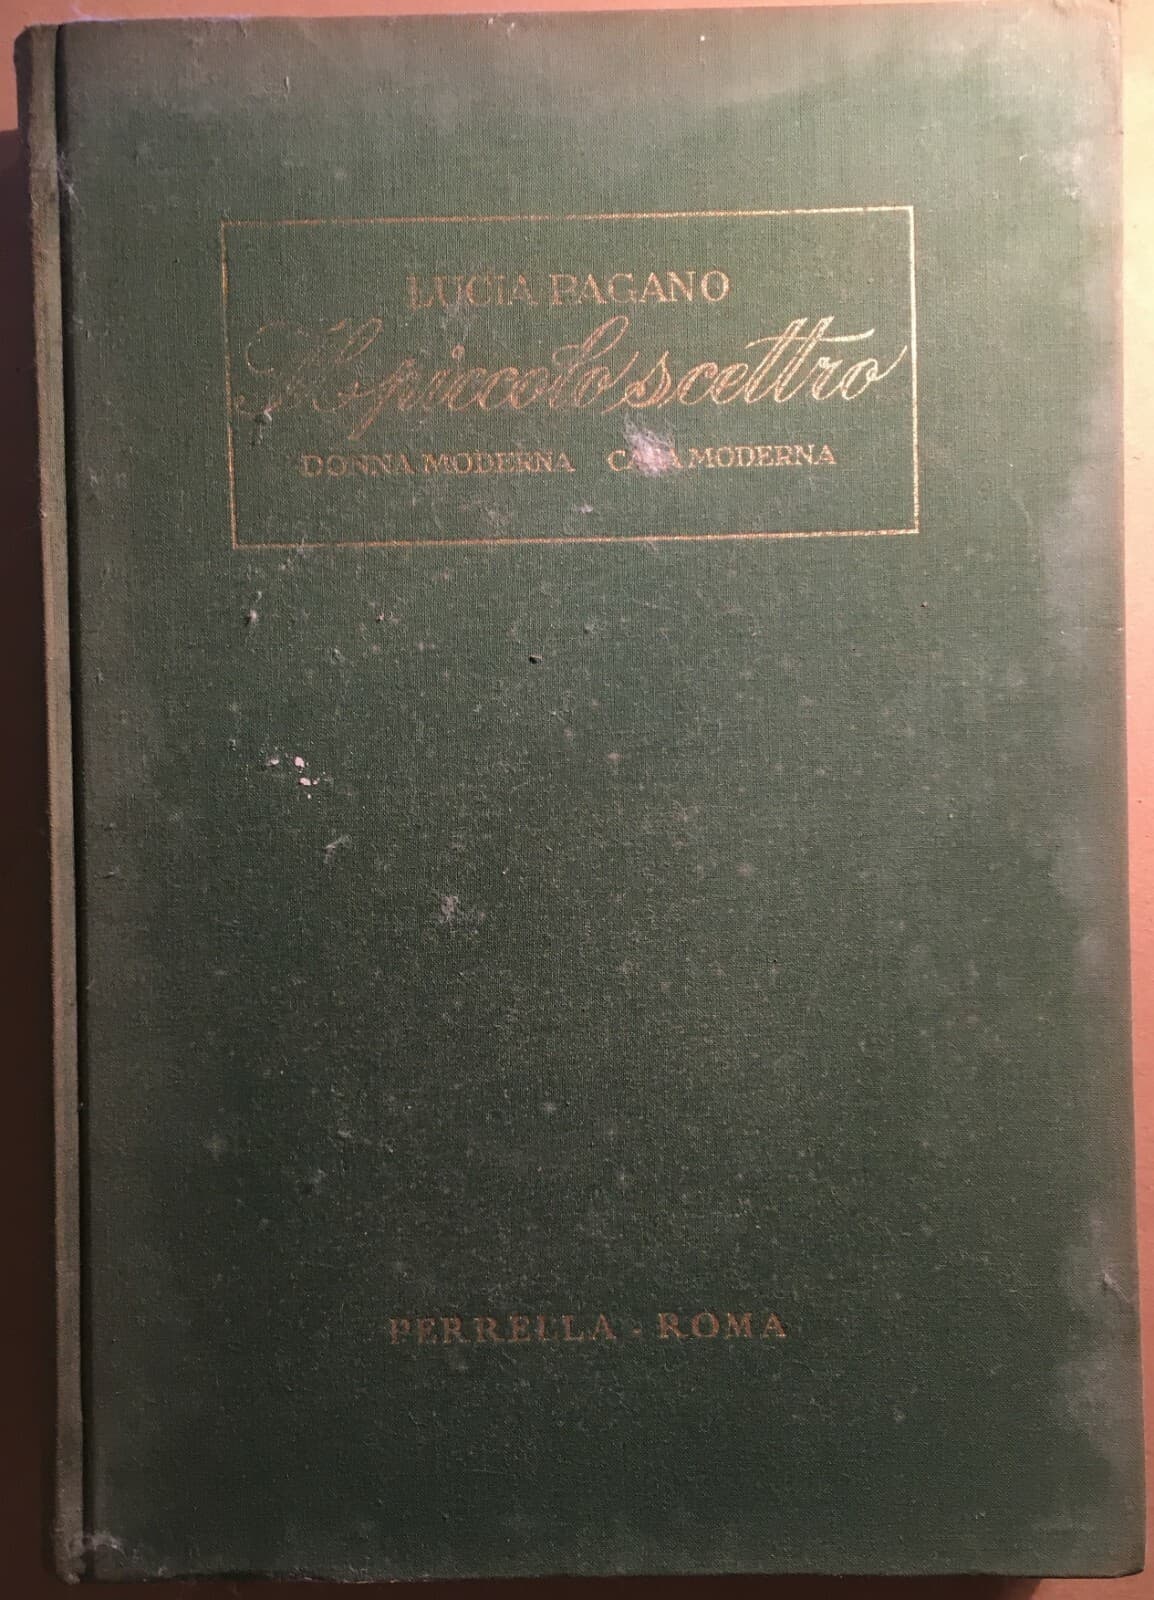 LUCIA PAGANO
Il piccolo scettro
DONNA MODERNA CASA MODERNA
PERRELLA - ROMA